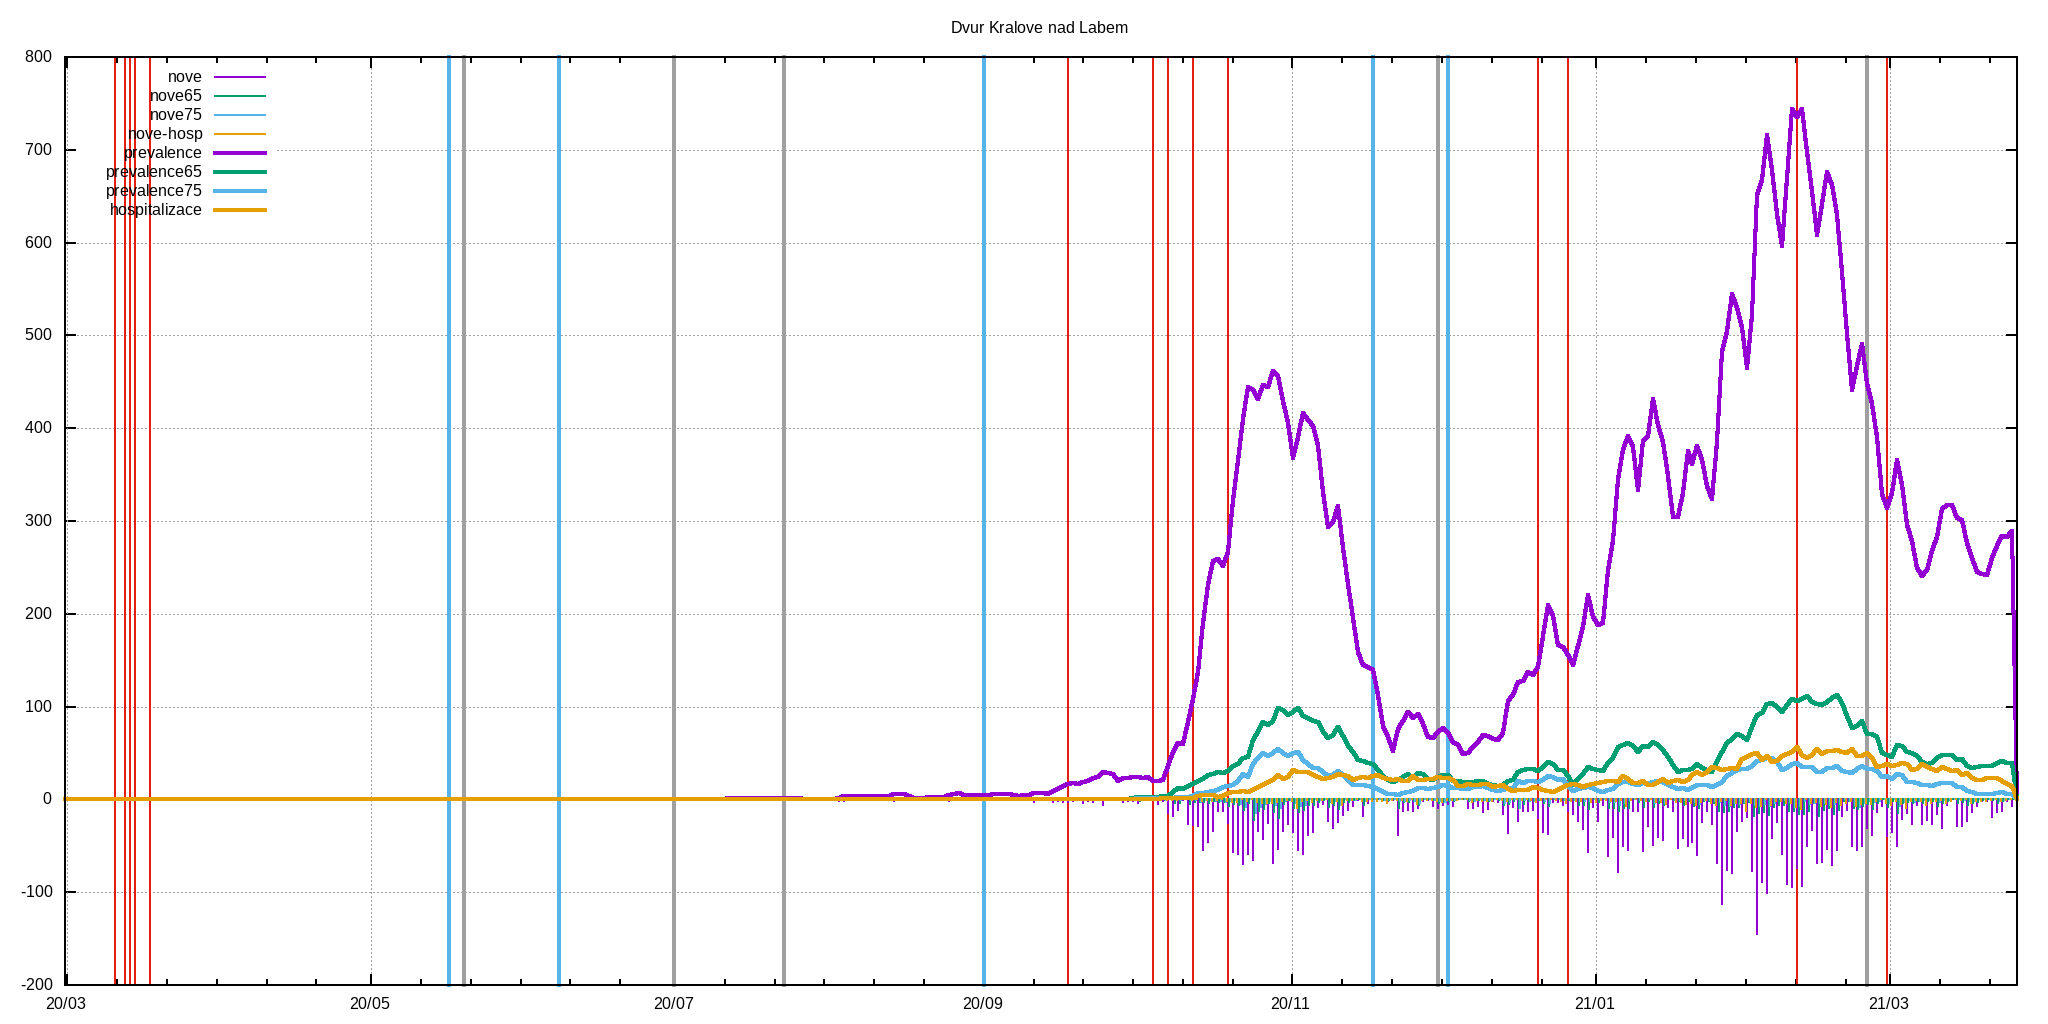 Dvur Kralove nad Labem
800
700
600
500
400
300
200
100
0
-100
-200
nove
nove65
nove75
nove-hosp
prevalence
prevalence65
prevalence75
hospitalizace
20/03 20/05 20/07 20/09 20/11 21/01 21/03